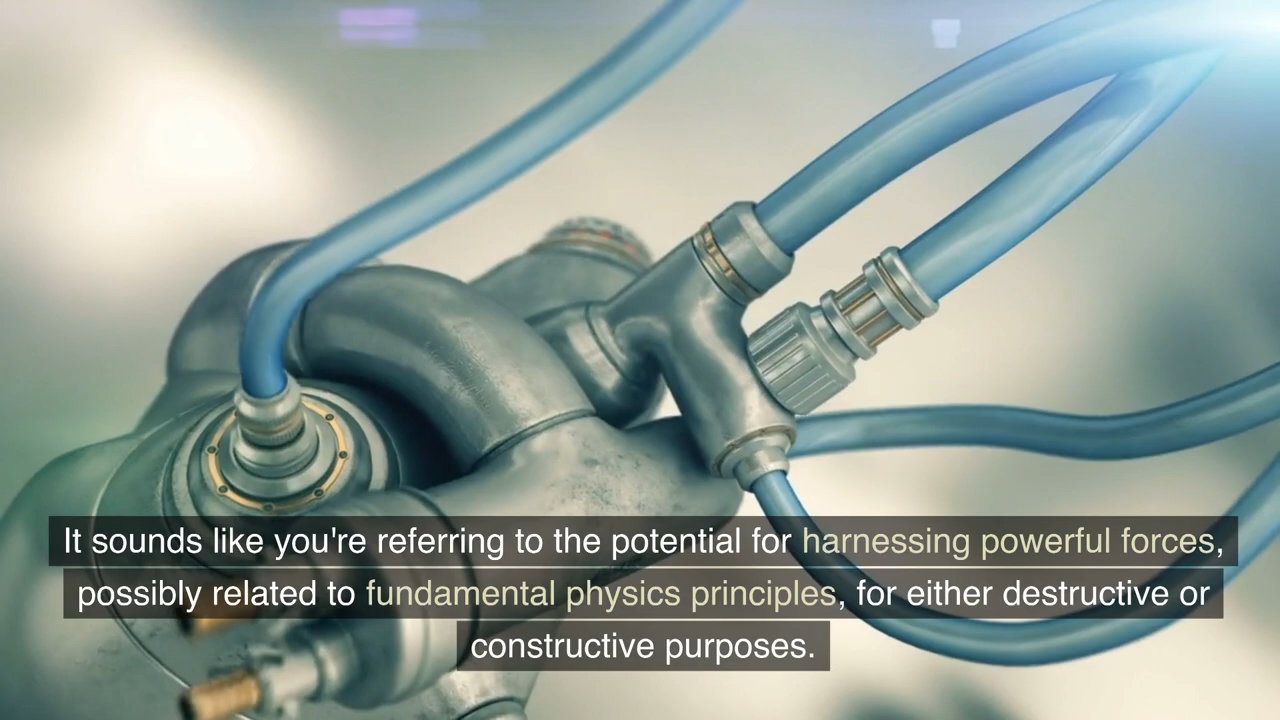 It sounds like you're referring to the potential for harnessing powerful forces,
possibly related to fundamental physics principles, for either destructive or
constructive purposes.